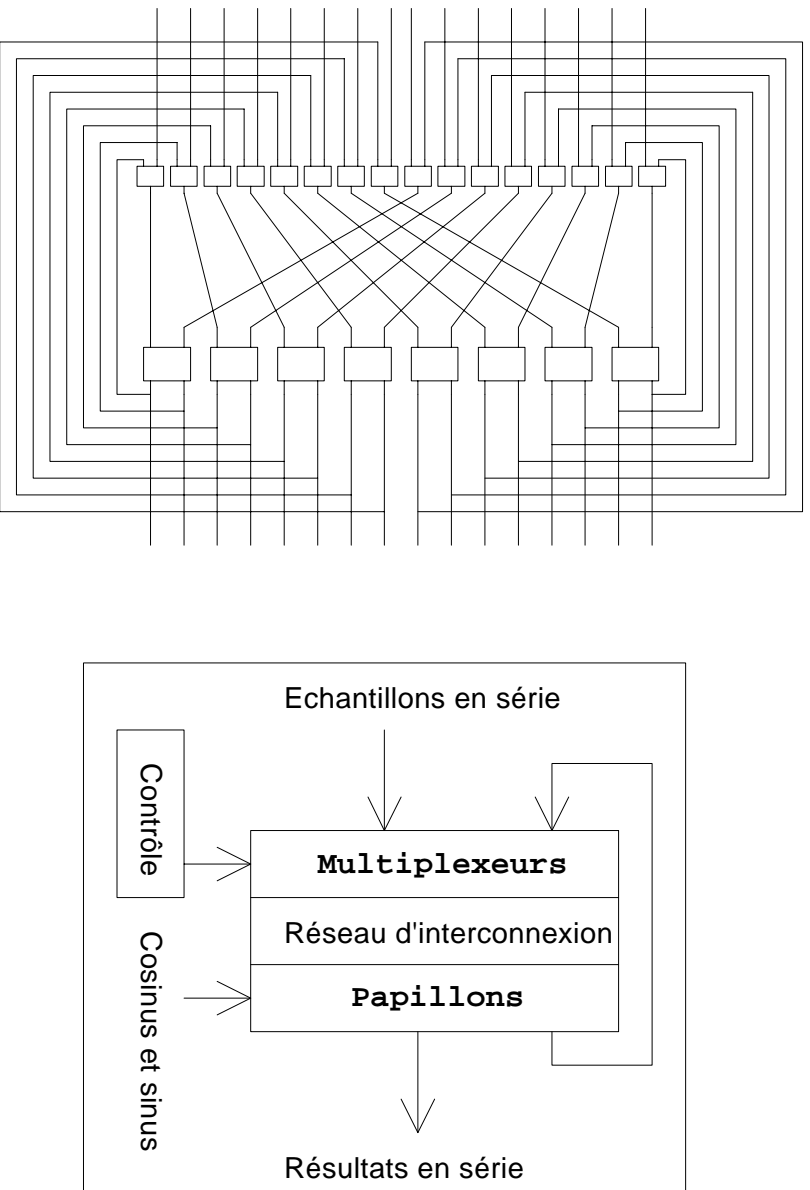 Echantillons en série
Contrôle
Multiplexeurs
Réseau d'interconnexion
Cosinus et sinus
Papillons
Résultats en série